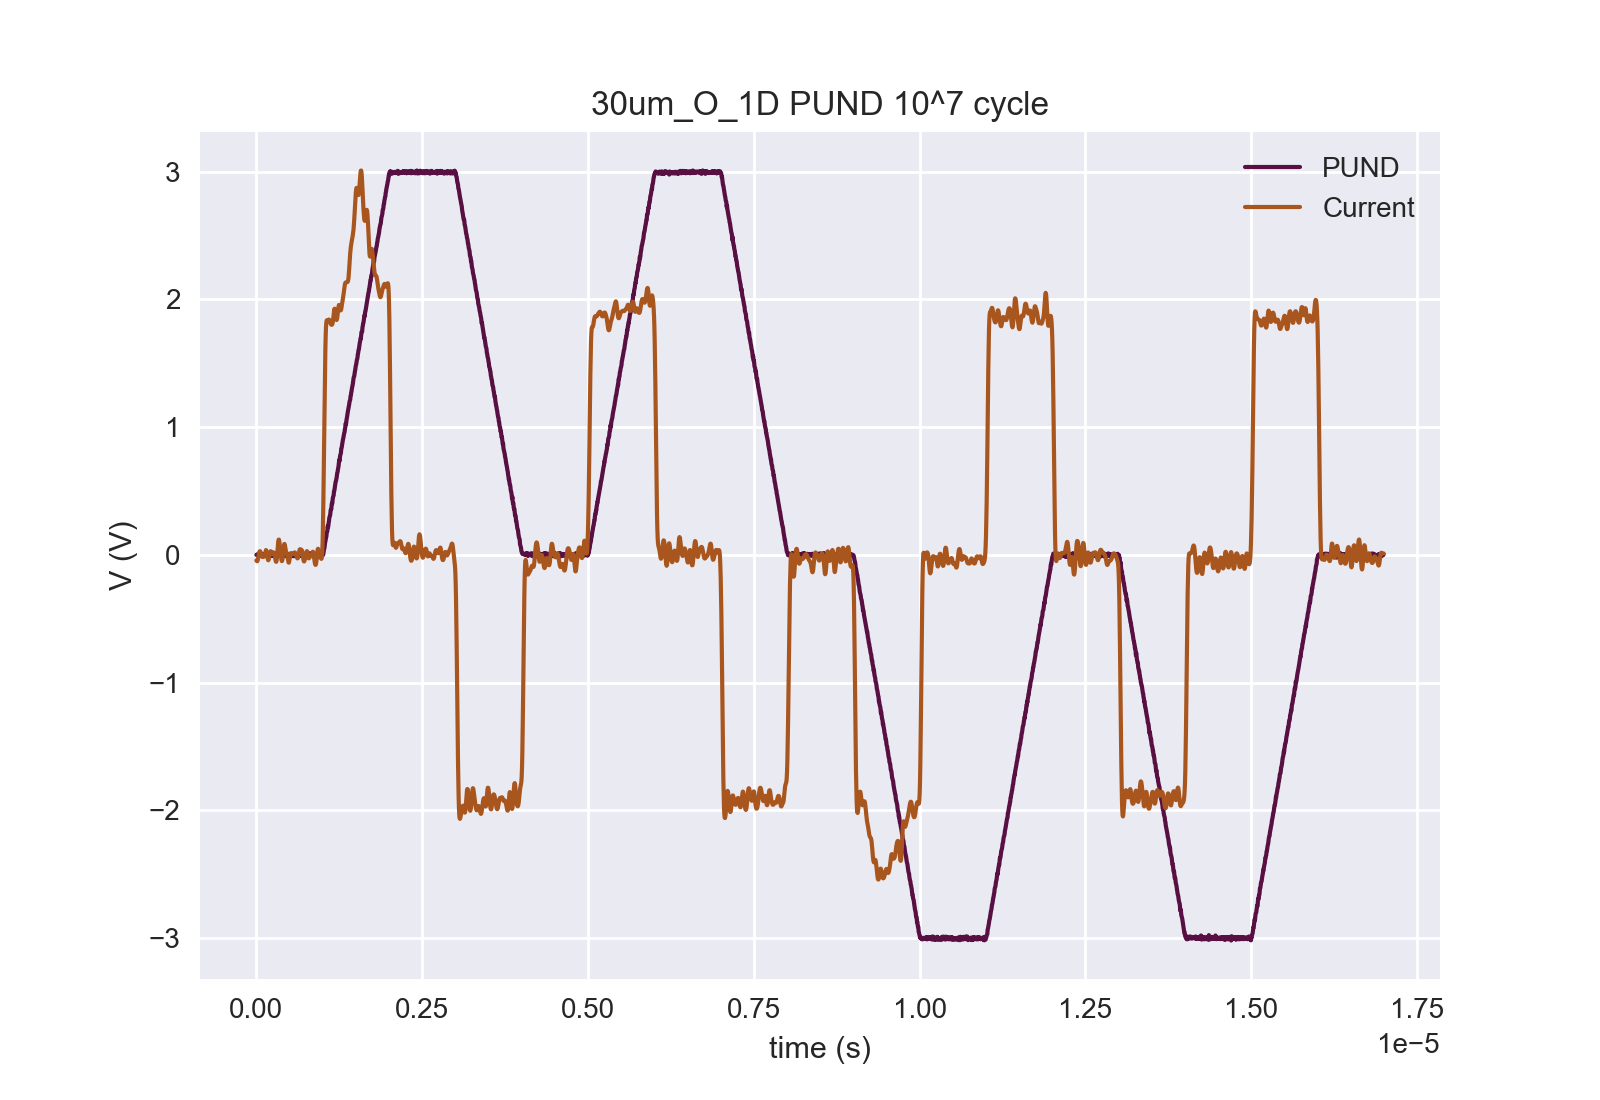 30um_O_1D PUND 10^7 cycle
PUND
Current
3
2
1
0
−1
−2
−3
V (V)
0.00 0.25 0.50 0.75 1.00 1.25 1.50 1.75
time (s)
1e−5